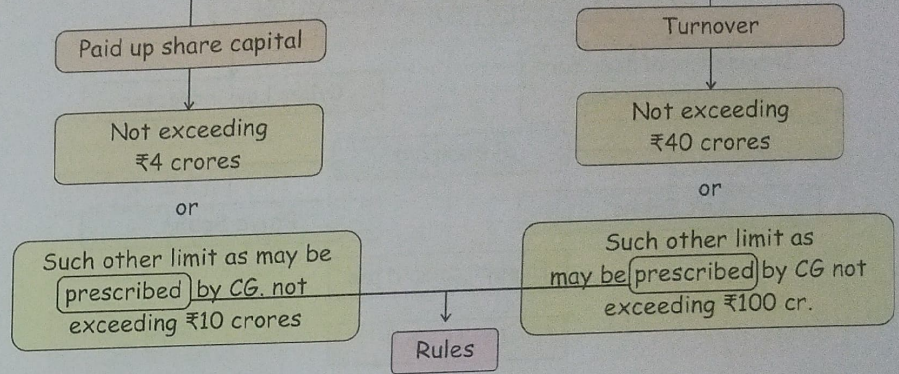 Paid up share capital
Not exceeding
₹4 crores
or
Such other limit as may be
prescribed by CG. not
exceeding ₹10 crores
Turnover
Not exceeding
₹40 crores
or
Such other limit as
may be prescribed by CG not
exceeding ₹100 cr.
Rules